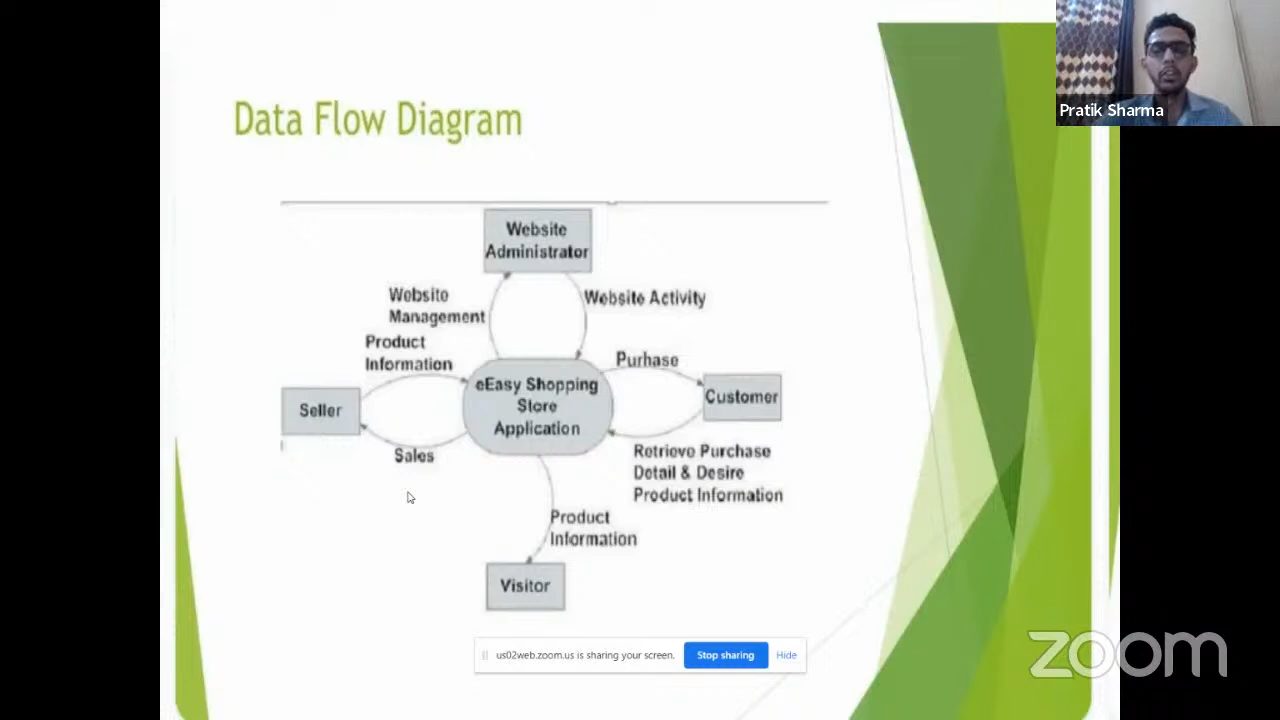 Pratik Sharma
Data Flow Diagram
Website
Administrator
Website
Management
Website Activity
Product
Information
Purhase
eEasy Shopping
Store
Application
Seller
Customer
Sales
Retrieve Purchase
Detail & Desire
Product Information
Product
Information
Visitor
us02web.zoom.us is sharing your screen.
Stop sharing
Hide
zoom